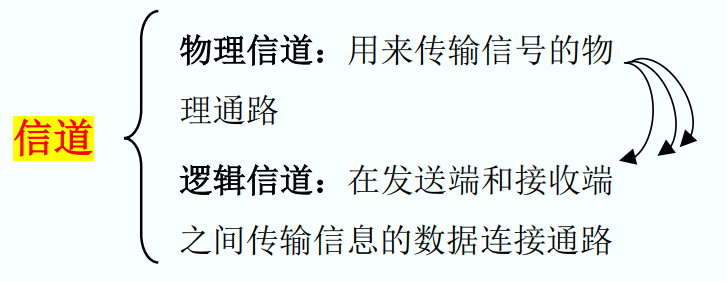 信道
物理信道：用来传输信号的物
理通路
逻辑信道：在发送端和接收端
之间传输信息的数据连接通路